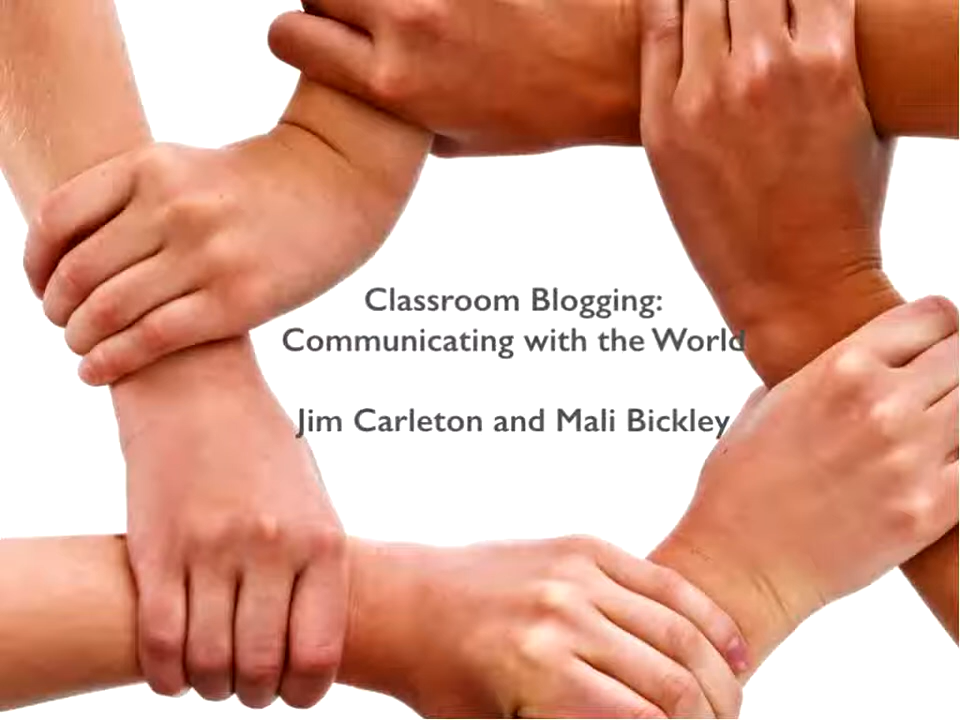 Classroom Blogging:
Communicating with the World
Jim Carleton and Mali Bickley